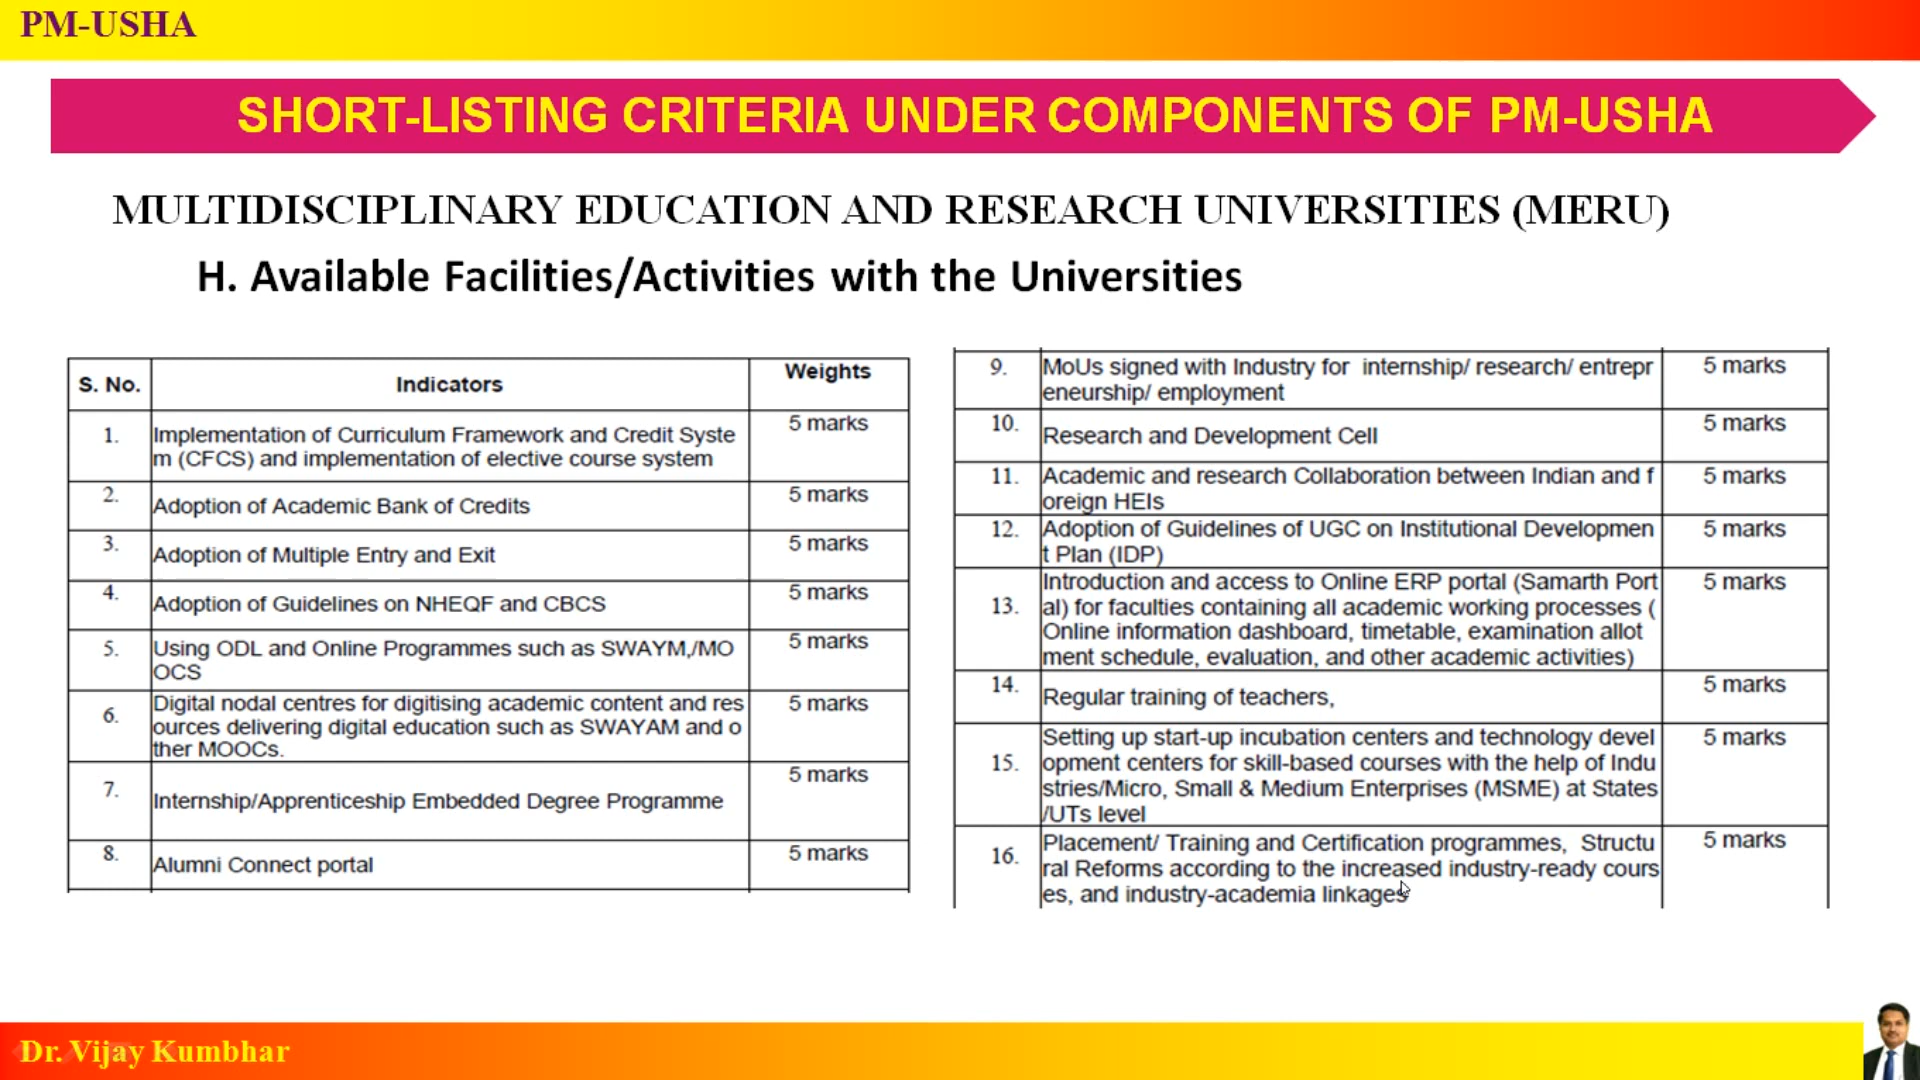 PM-USHA
SHORT-LISTING CRITERIA UNDER COMPONENTS OF PM-USHA
MULTIDISCIPLINARY EDUCATION AND RESEARCH UNIVERSITIES (MERU)
H. Available Facilities/Activities with the Universities
S. No. Indicators Weights
1. Implementation of Curriculum Framework and Credit Syste 5 marks
m (CFCS) and implementation of elective course system
2. Adoption of Academic Bank of Credits 5 marks
3. Adoption of Multiple Entry and Exit 5 marks
4. Adoption of Guidelines on NHEQF and CBCS 5 marks
5. Using ODL and Online Programmes such as SWAYM,/MO 5 marks
OCS
6. Digital nodal centres for digitising academic content and res 5 marks
ources delivering digital education such as SWAYAM and o
ther MOOCs.
7. Internship/Apprenticeship Embedded Degree Programme 5 marks
8. Alumni Connect portal 5 marks
9. MoUs signed with Industry for internship/ research/ entrepr 5 marks
eneurship/ employment
10. Research and Development Cell 5 marks
11. Academic and research Collaboration between Indian and f 5 marks
oreign HEIs
12. Adoption of Guidelines of UGC on Institutional Developmen 5 marks
t Plan (IDP)
13. Introduction and access to Online ERP portal (Samarth Port 5 marks
al) for faculties containing all academic working processes (
Online information dashboard, timetable, examination allot
ment schedule, evaluation, and other academic activities)
14. Regular training of teachers, 5 marks
15. Setting up start-up incubation centers and technology devel 5 marks
opment centers for skill-based courses with the help of Indu
stries/Micro, Small & Medium Enterprises (MSME) at States
/UTs level
16. Placement/ Training and Certification programmes, Structu 5 marks
ral Reforms according to the increased industry-ready cours
es, and industry-academia linkages
Dr. Vijay Kumbhar